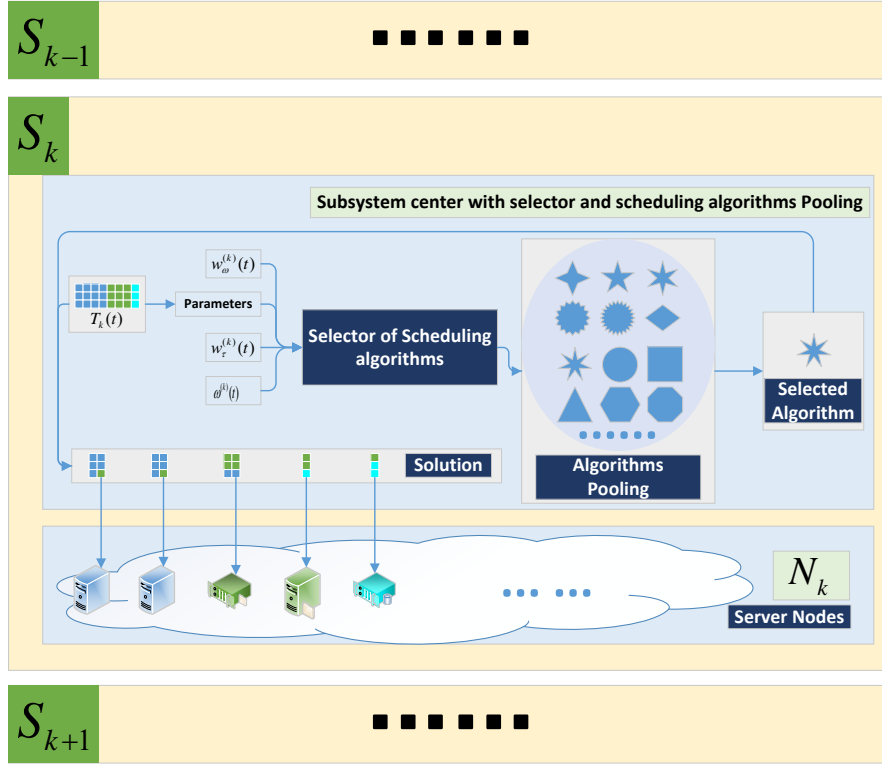 S_{k-1}
S_k
Subsystem center with selector and scheduling algorithms Pooling
w_ω^{(k)}(t)
T_k(t)
Parameters
Selector of Scheduling
algorithms
w_τ^{(k)}(t)
ω^{(k)}(t)
Selected
Algorithm
Solution
Algorithms
Pooling
N_k
Server Nodes
S_{k+1}